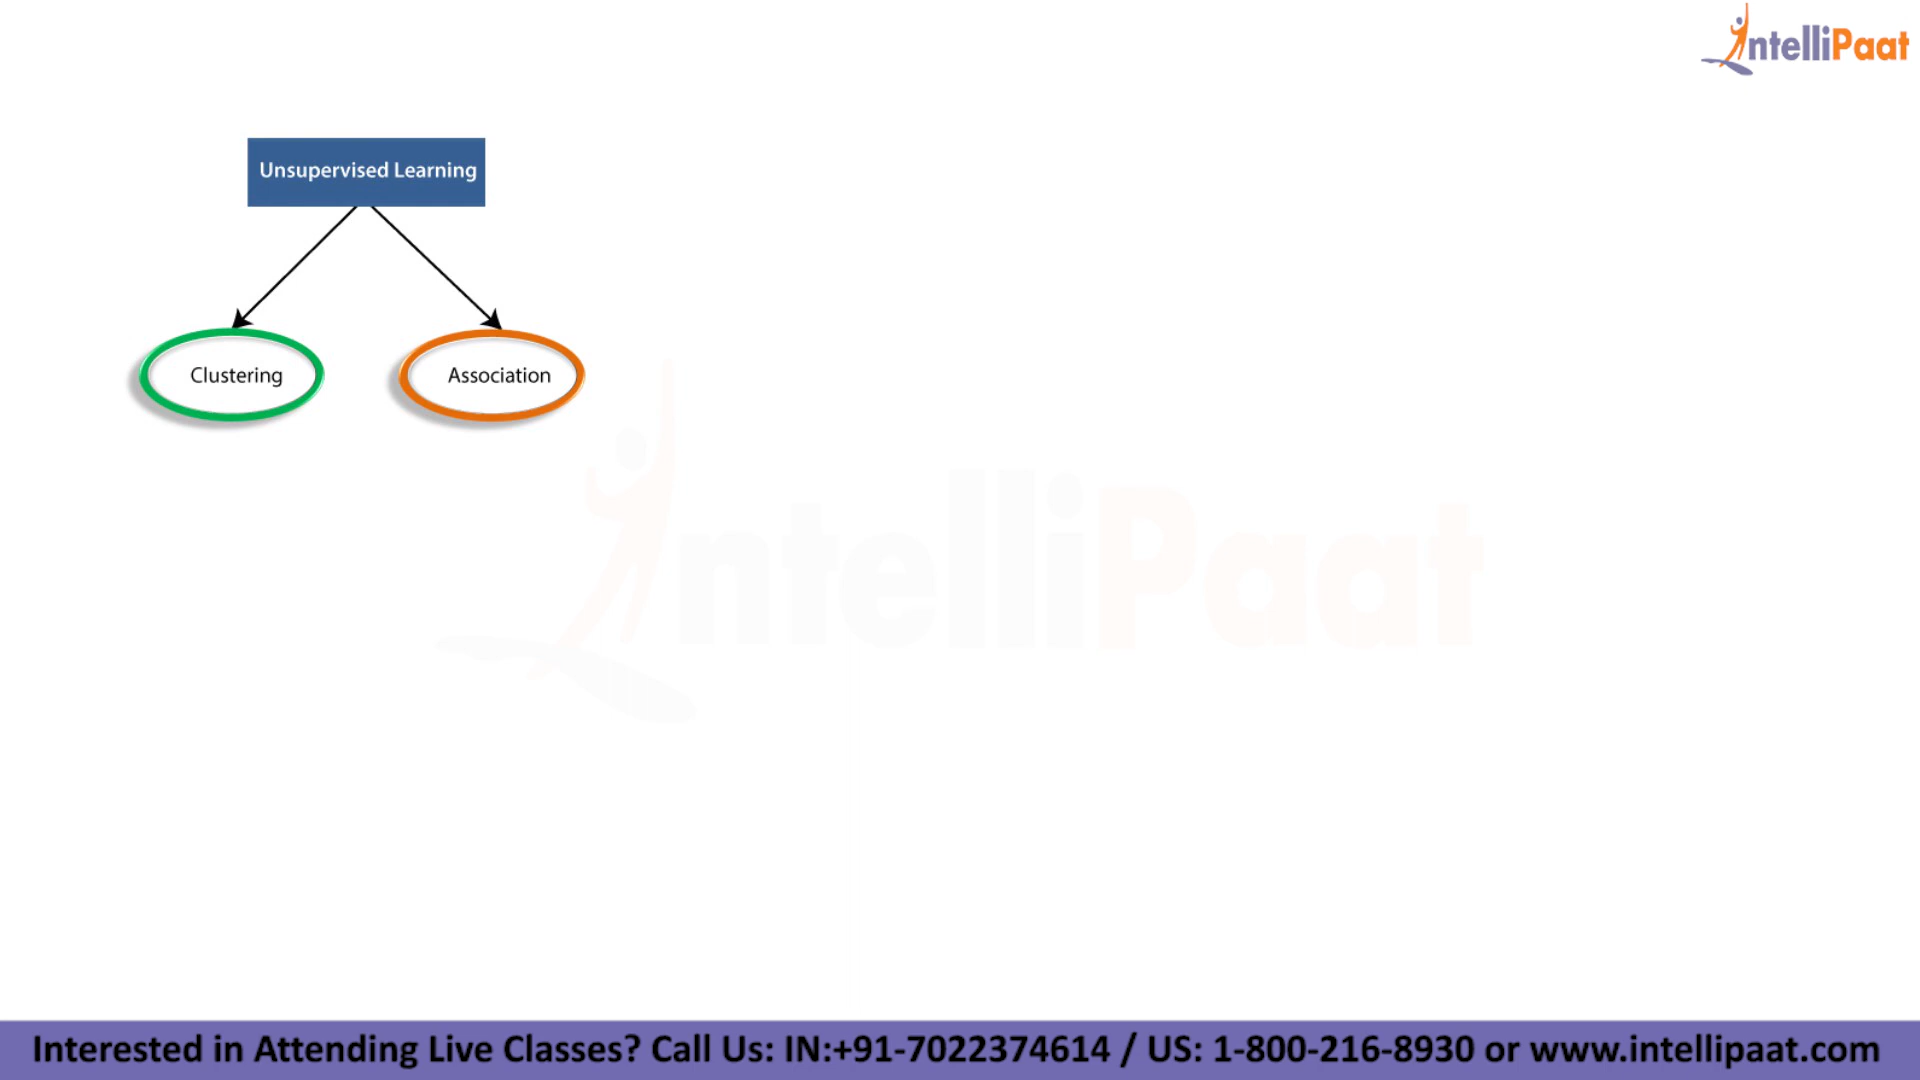 IntelliPaat
Unsupervised Learning
Clustering
Association
IntelliPaat
Interested in Attending Live Classes? Call Us: IN:+91-7022374614 / US: 1-800-216-8930 or www.intellipaat.com